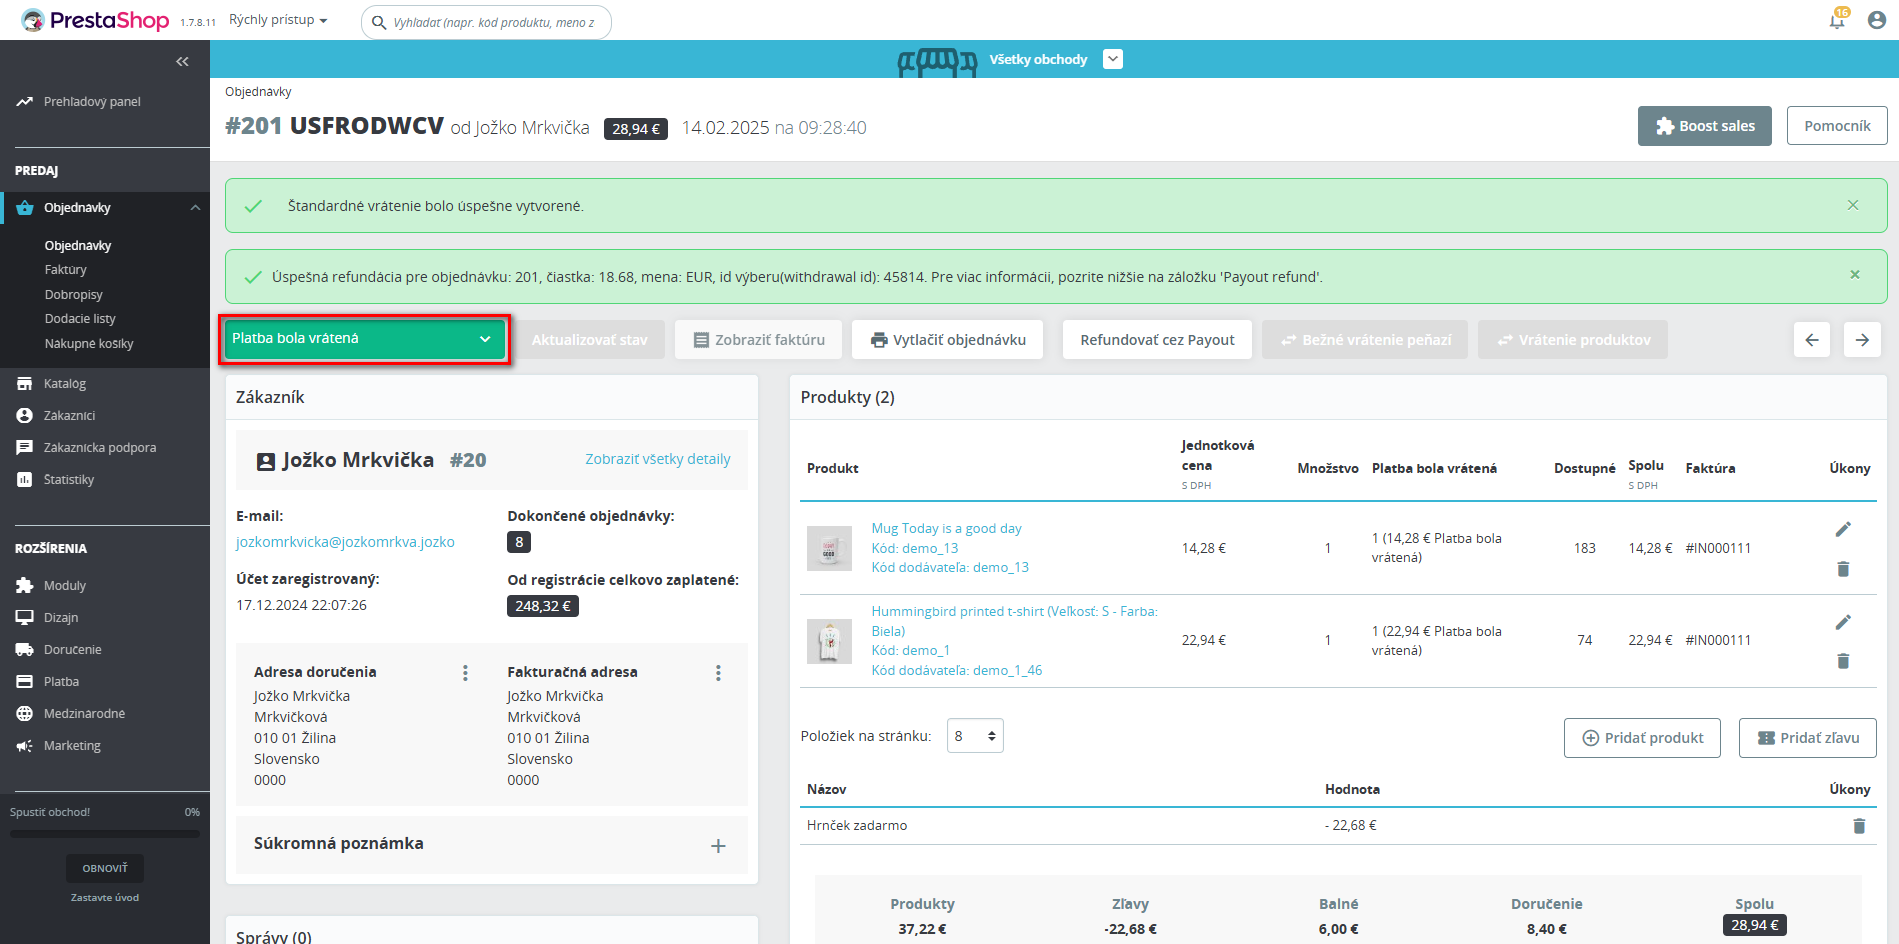 PrestaShop 1.7.8.11 Rýchly prístup
Vyhľadať (napr. kód produktu, meno z
16
Všetky obchody
Prehľadový panel
PREDAJ
Objednávky
Objednávky
Faktúry
Dobropisy
Dodacie listy
Nákupné košíky
Katalóg
Zákazníci
Zákaznícka podpora
Štatistiky
ROZŠÍRENIA
Moduly
Dizajn
Doručenie
Platba
Medzinárodné
Marketing
Spustiť obchod! 0%
OBNOVIŤ
Zastavte úvod
Objednávky
#201 USFRODWCV od Jožko Mrkvička 28,94 € 14.02.2025 na 09:28:40
Boost sales
Pomocník
Štandardné vrátenie bolo úspešne vytvorené.
Úspešná refundácia pre objednávku: 201, čiastka: 18.68, mena: EUR, id výberu(withdrawal id): 45814. Pre viac informácii, pozrite nižšie na záložku 'Payout refund'.
Platba bola vrátená
Aktualizovať stav
Zobraziť faktúru
Vytlačiť objednávku
Refundovať cez Payout
Bežné vrátenie peňazí
Vrátenie produktov
Zákazník
Jožko Mrkvička #20
Zobraziť všetky detaily
E-mail:
jozkomrkvicka@jozkomrkva.jozko
Dokončené objednávky:
8
Účet zaregistrovaný:
17.12.2024 22:07:26
Od registrácie celkovo zaplatené:
248,32 €
Adresa doručenia
Jožko Mrkvička
Mrkvičková
010 01 Žilina
Slovensko
0000
Fakturačná adresa
Jožko Mrkvička
Mrkvičková
010 01 Žilina
Slovensko
0000
Súkromná poznámka
Správy (0)
Produkty (2)
Produkt
Jednotková
cena
S DPH
Množstvo
Platba bola vrátená
Dostupné
Spolu
S DPH
Faktúra
Úkony
Mug Today is a good day
Kód: demo_13
Kód dodávateľa: demo_13
14,28 €
1
1 (14,28 € Platba bola
vrátená)
183
14,28 €
#IN000111
Hummingbird printed t-shirt (Veľkosť: S - Farba:
Biela)
Kód: demo_1
Kód dodávateľa: demo_1_46
22,94 €
1
1 (22,94 € Platba bola
vrátená)
74
22,94 €
#IN000111
Položiek na stránku: 8
Pridať produkt
Pridať zľavu
Názov Hodnota Úkony
Hrnček zadarmo - 22,68 €
Produkty Zľavy Balné Doručenie Spolu
37,22 € -22,68 € 6,00 € 8,40 € 28,94 €